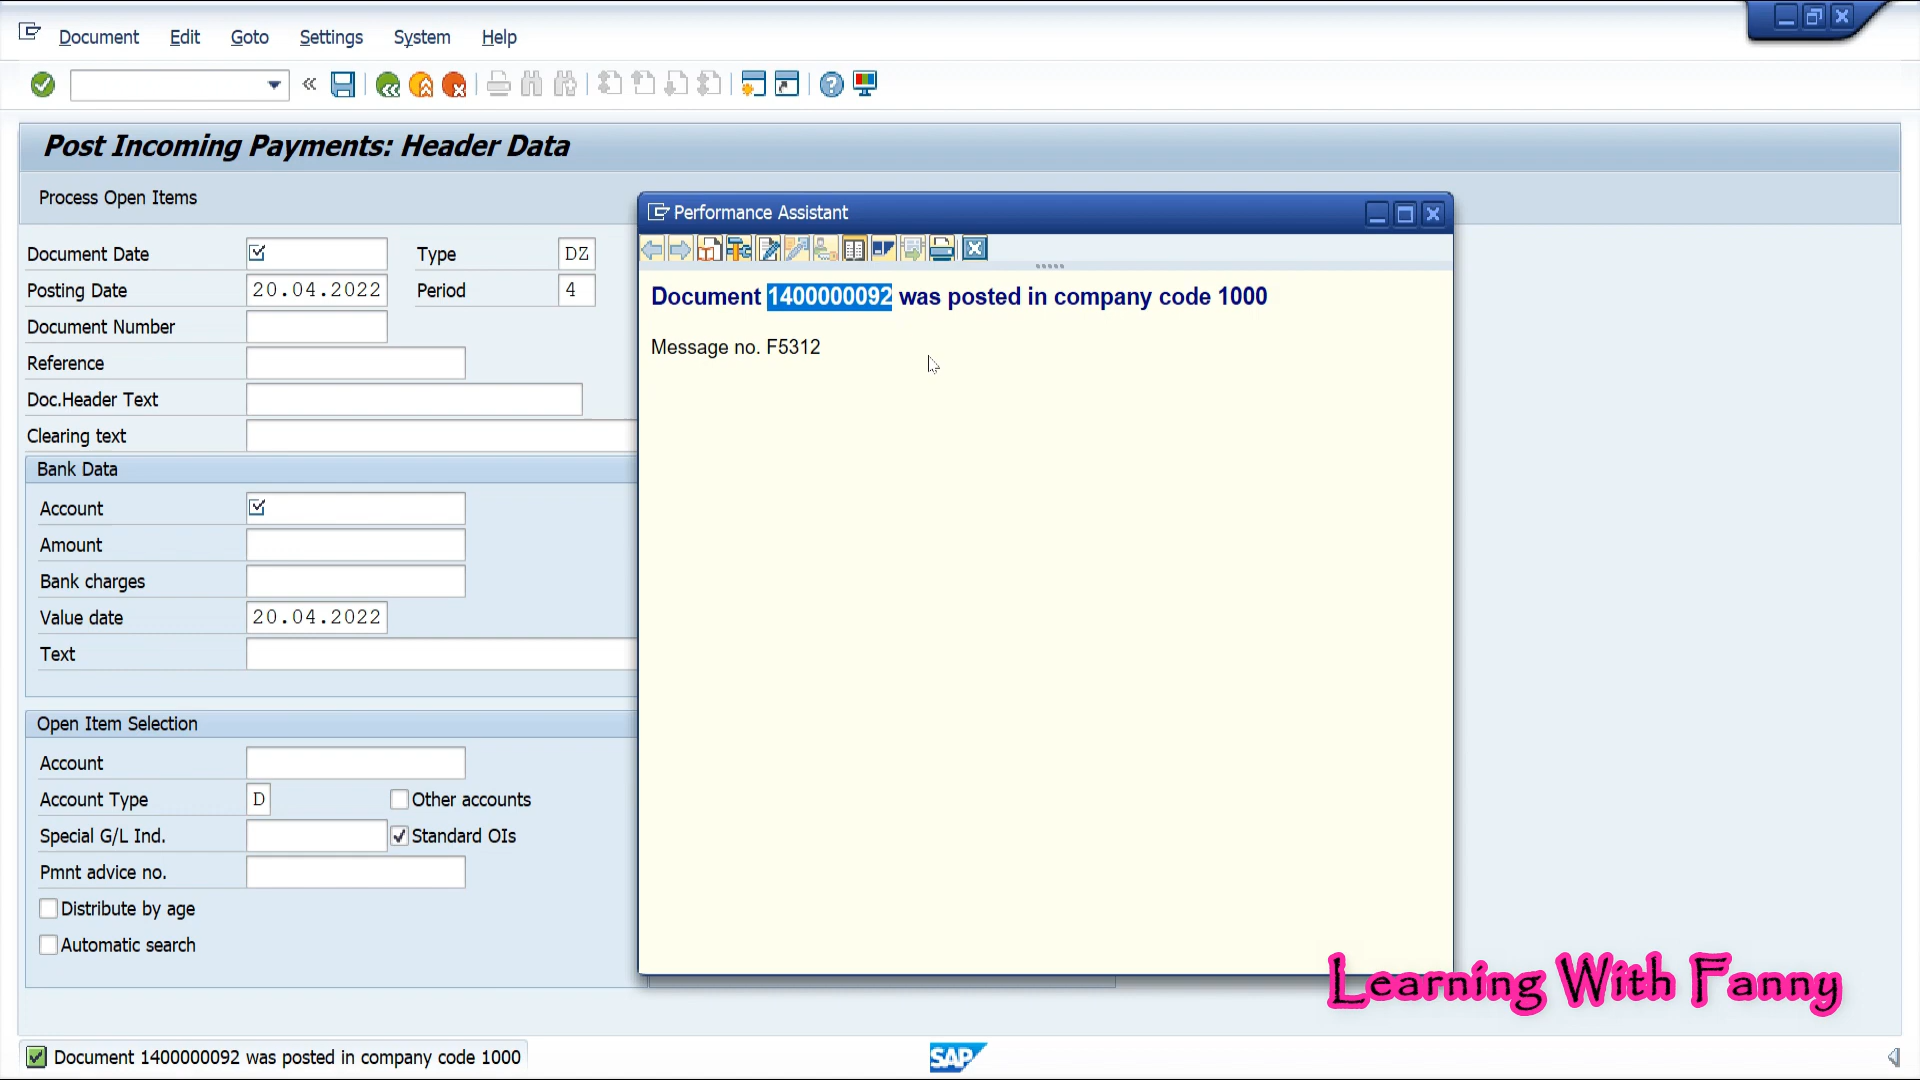 Document Edit Goto Settings System Help
Post Incoming Payments: Header Data
Process Open Items
Performance Assistant
Document Date Type DZ
Posting Date 20.04.2022 Period 4
Document Number
Reference
Doc.Header Text
Clearing text
Document 1400000092 was posted in company code 1000
Message no. F5312
Bank Data
Account
Amount
Bank charges
Value date 20.04.2022
Text
Open Item Selection
Account
Account Type D Other accounts
Special G/L Ind. Standard OIs
Pmnt advice no.
Distribute by age
Automatic search
Learning With Fanny
Document 1400000092 was posted in company code 1000
SAP